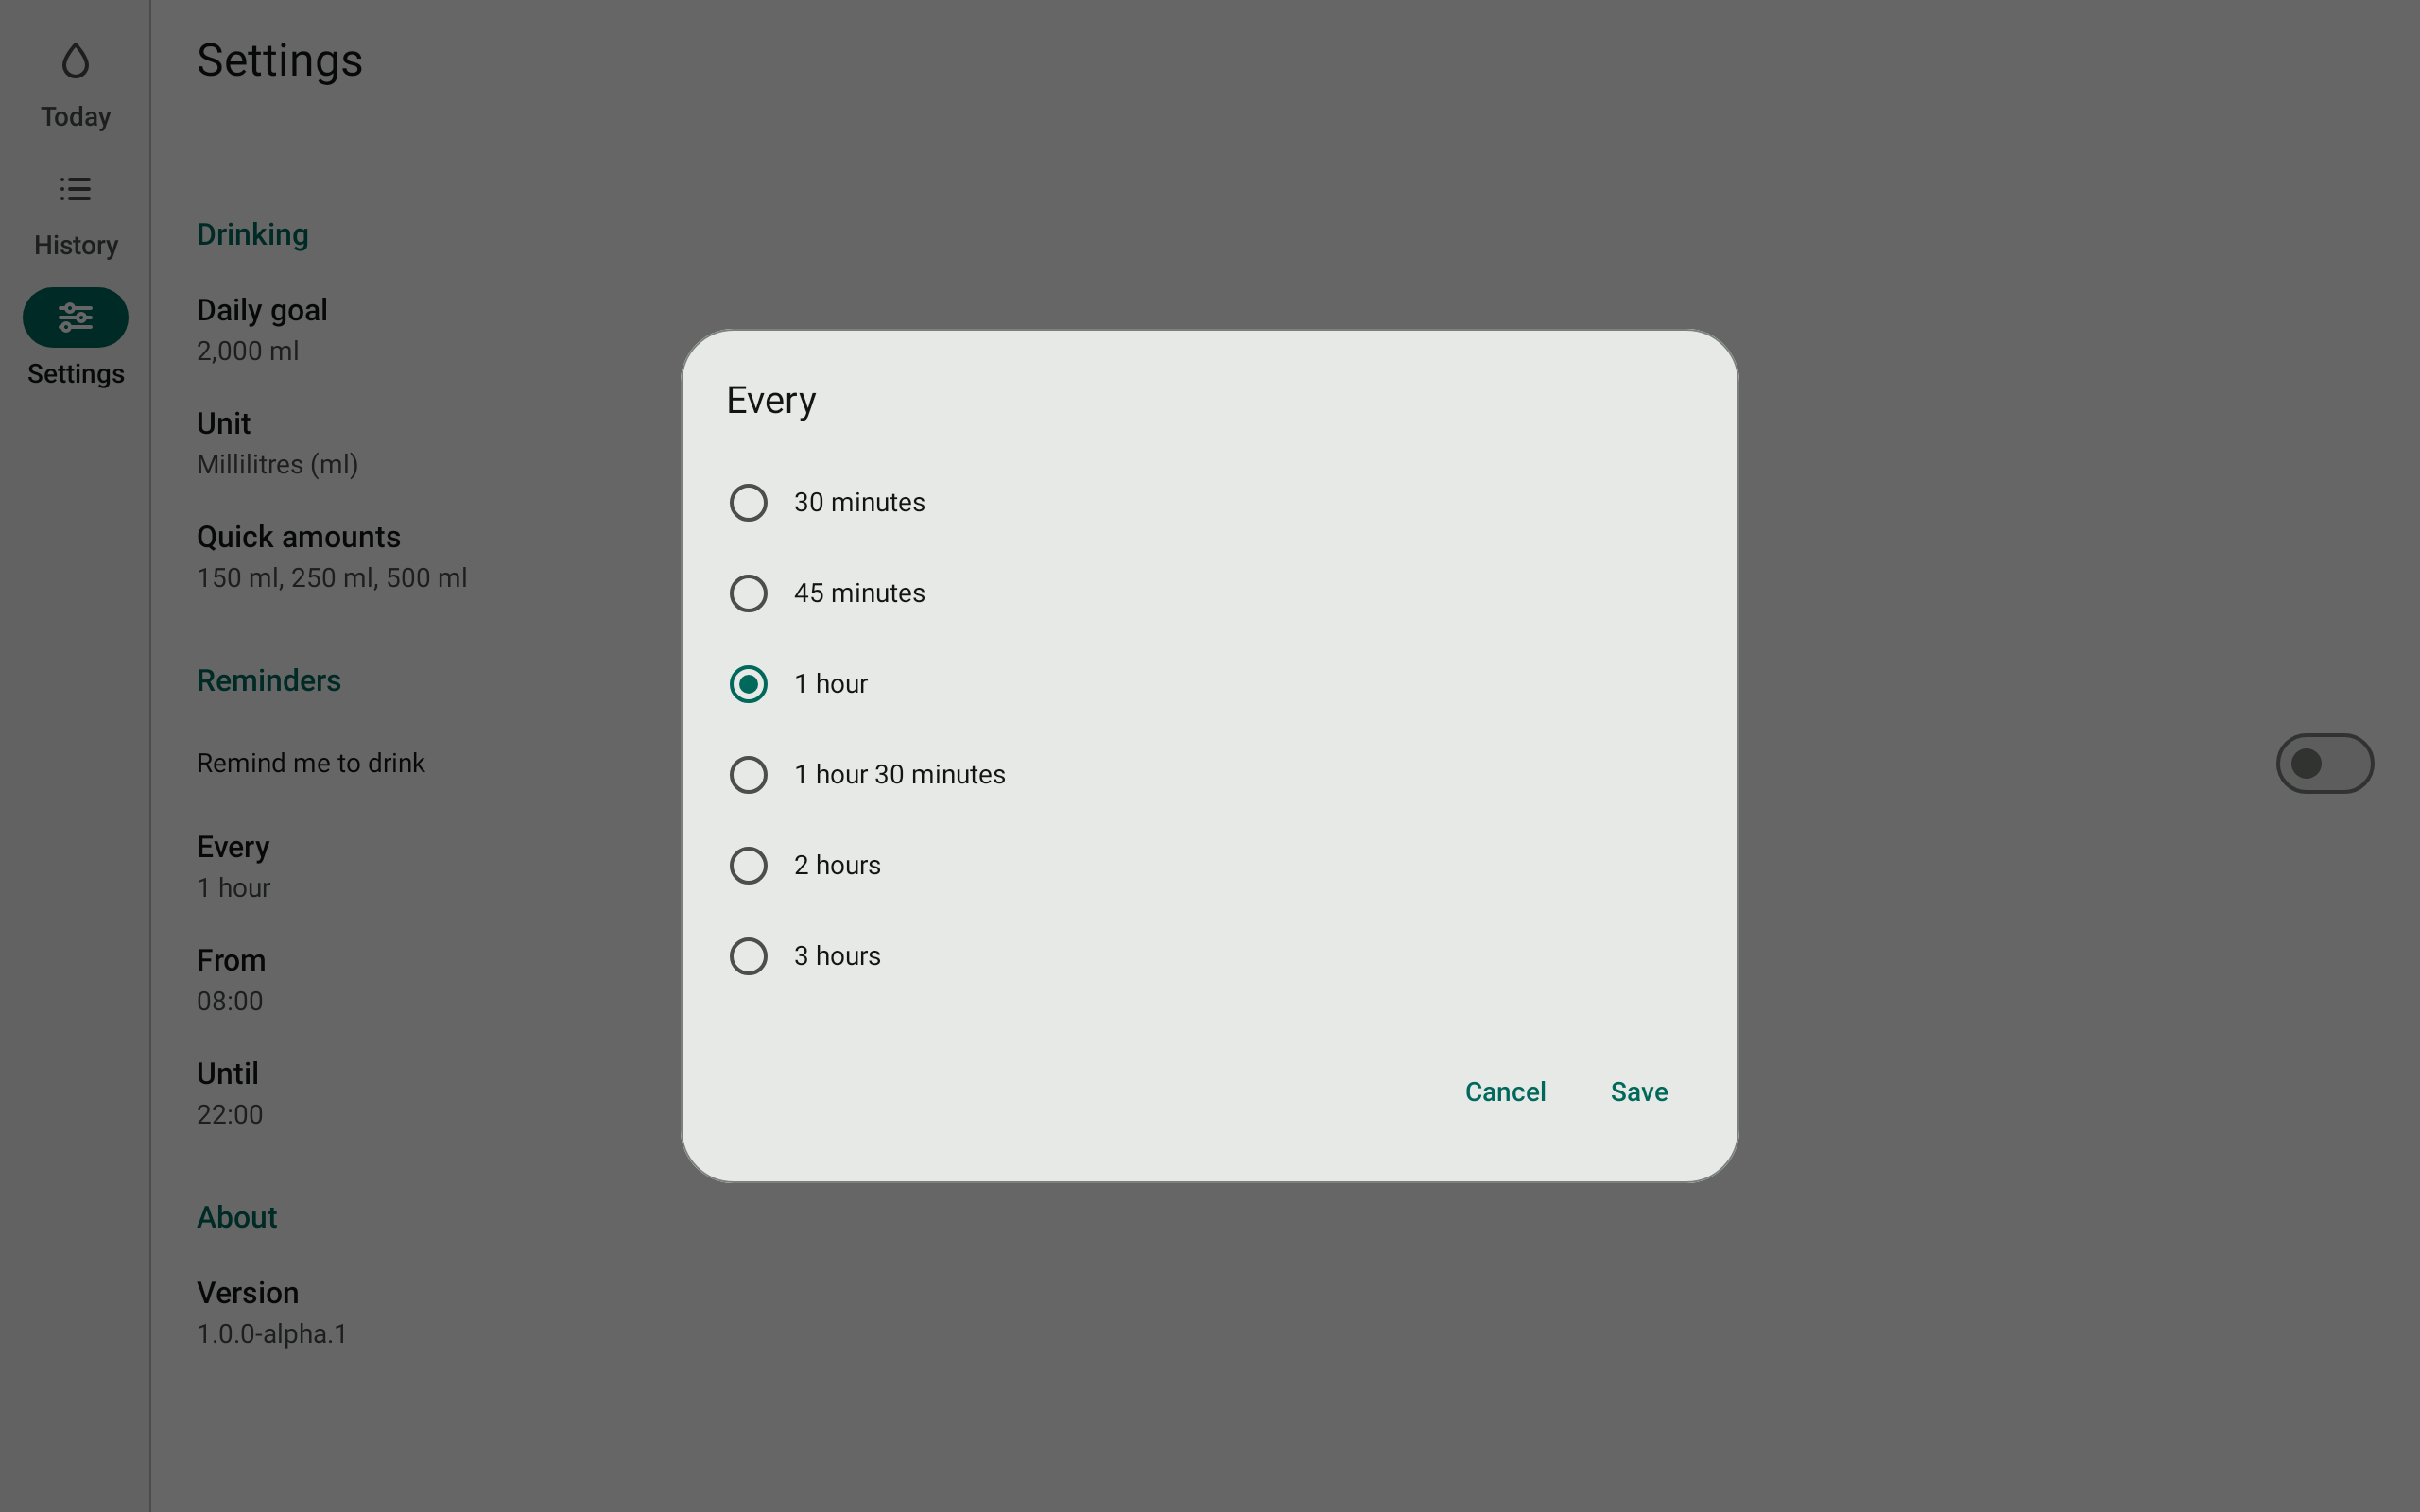 Today
History
Settings
Settings
Drinking
Daily goal
2,000 ml
Unit
Millilitres (ml)
Quick amounts
150 ml, 250 ml, 500 ml
Reminders
Remind me to drink
Every
1 hour
From
08:00
Until
22:00
About
Version
1.0.0-alpha.1
Every
30 minutes
45 minutes
1 hour
1 hour 30 minutes
2 hours
3 hours
Cancel
Save